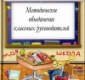 Методическое
объединение
классных руководителей